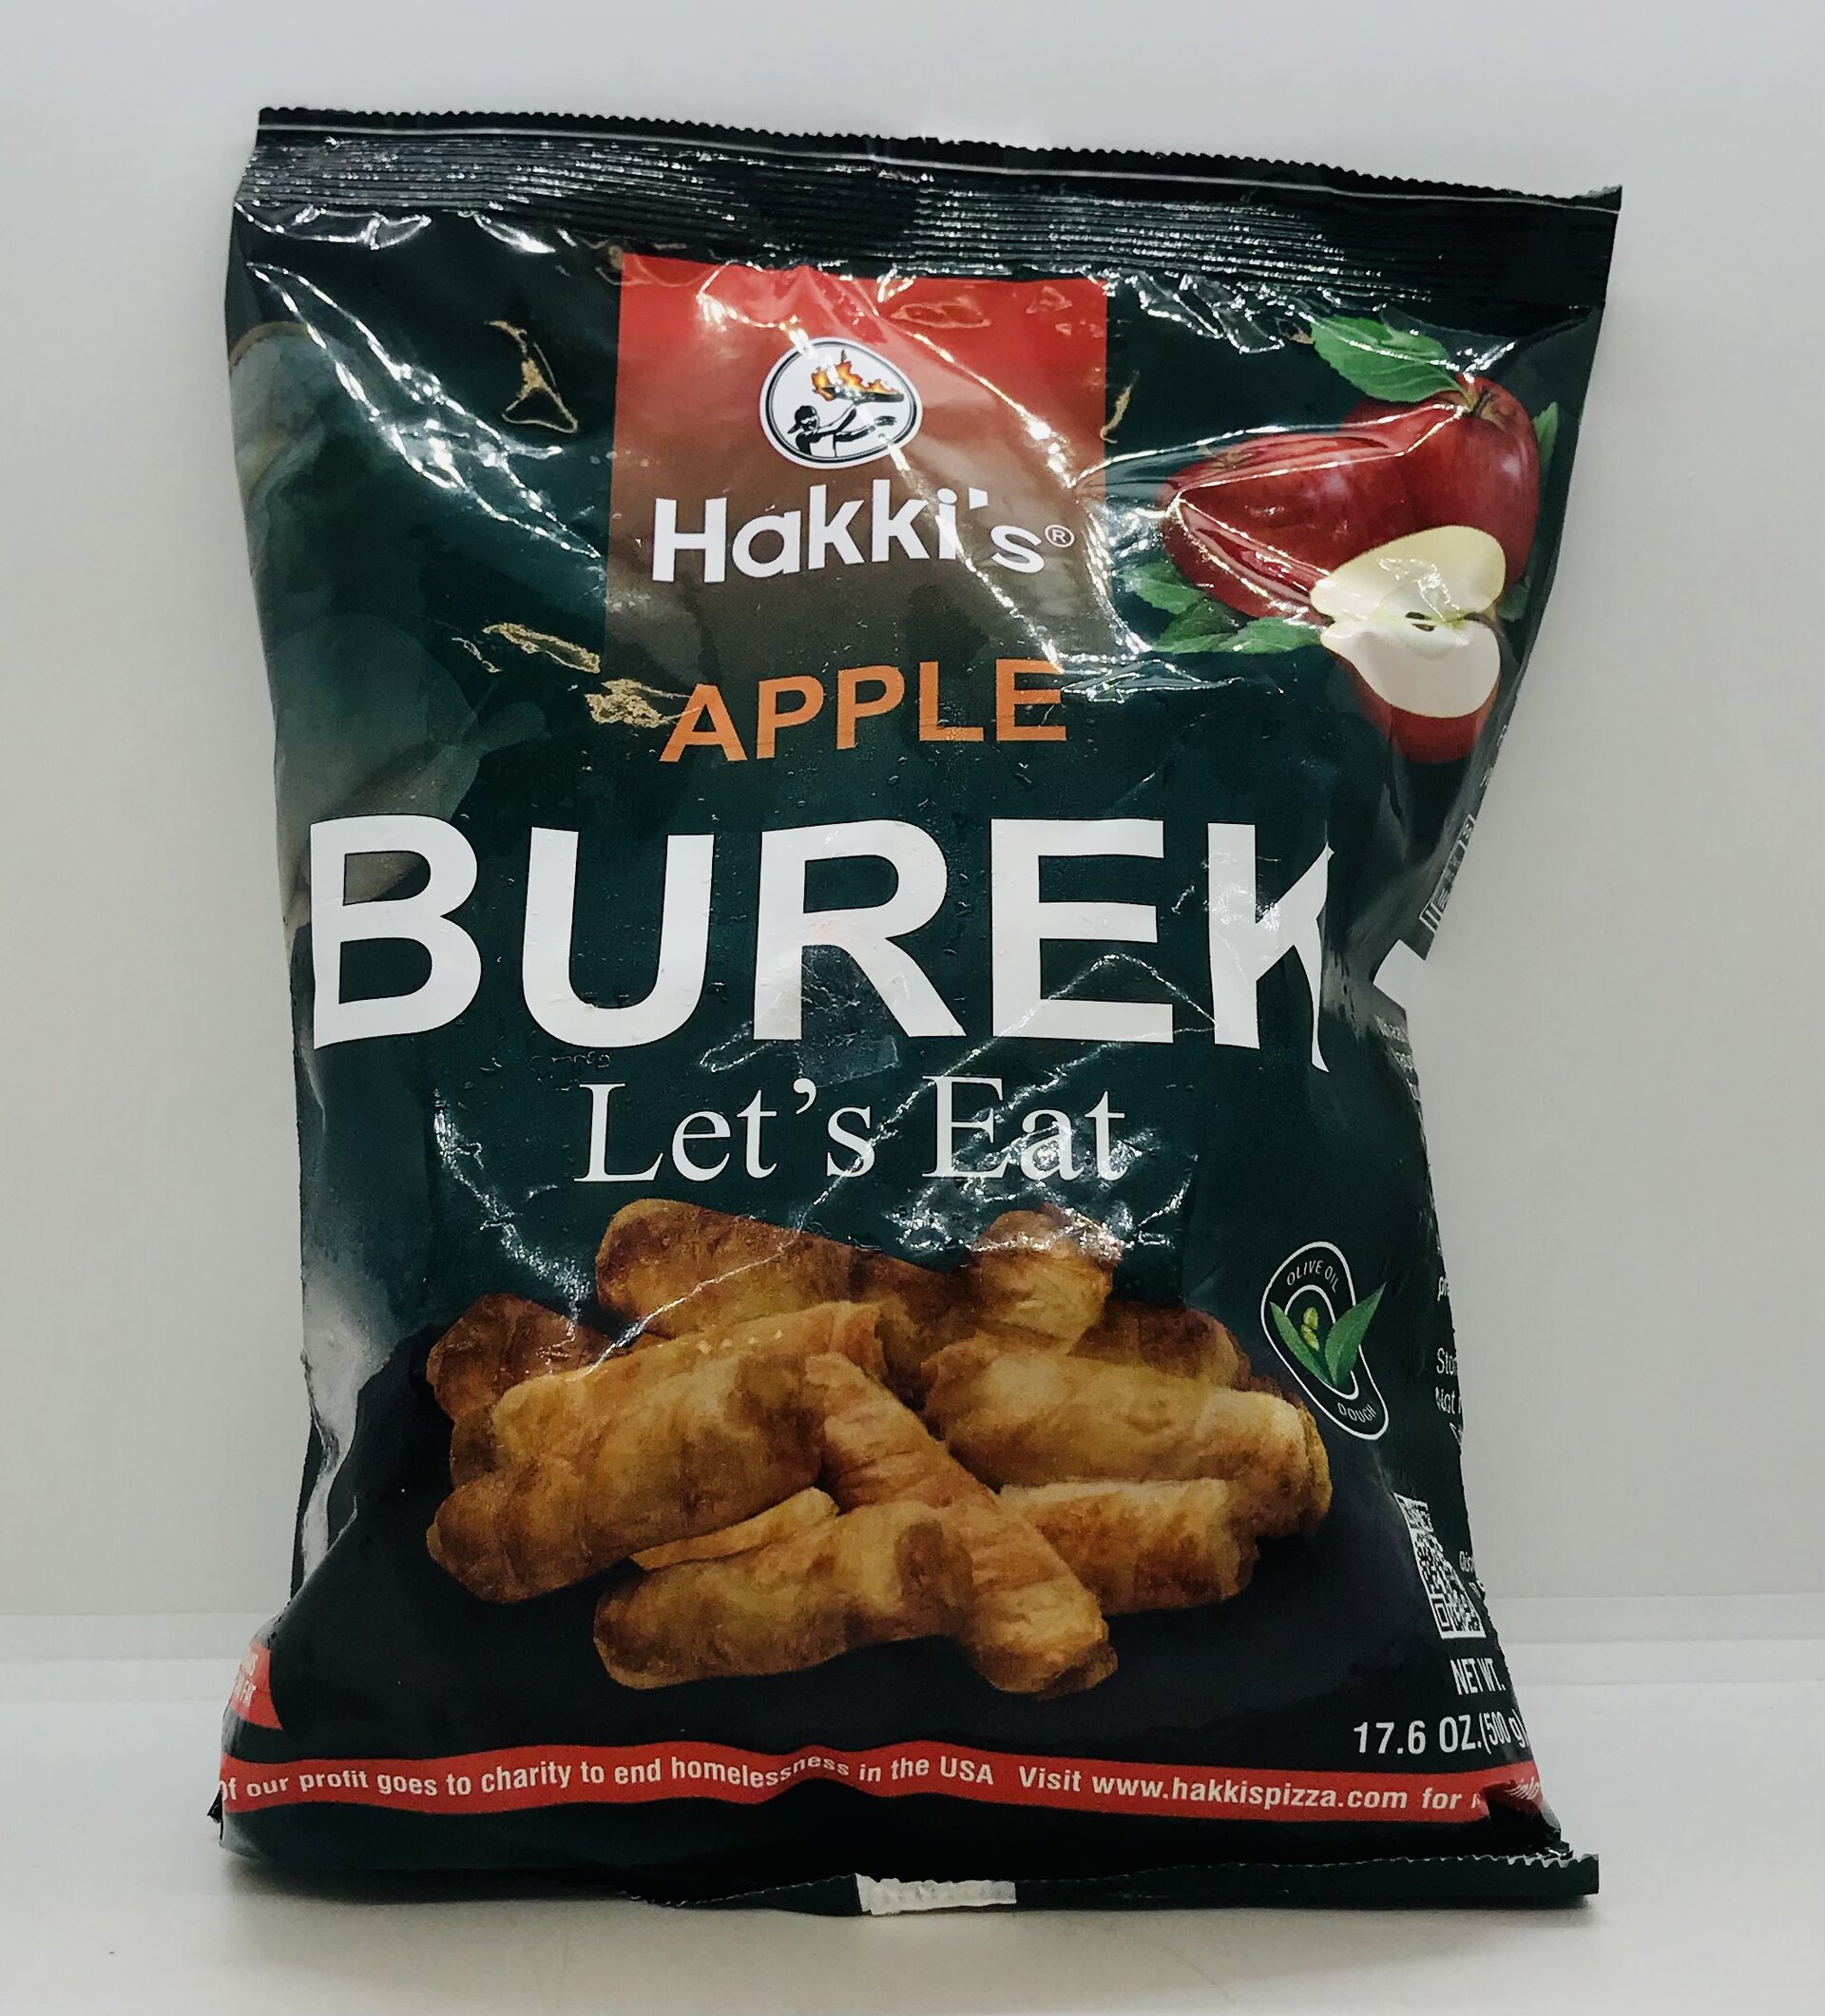 Hakki's®
APPLE
BUREK
Let's Eat
OLIVE OIL
DOUGH
NET WT.
17.6 OZ.(500 g)
of our profit goes to charity to end homelessness in the USA Visit www.hakkispizza.com for